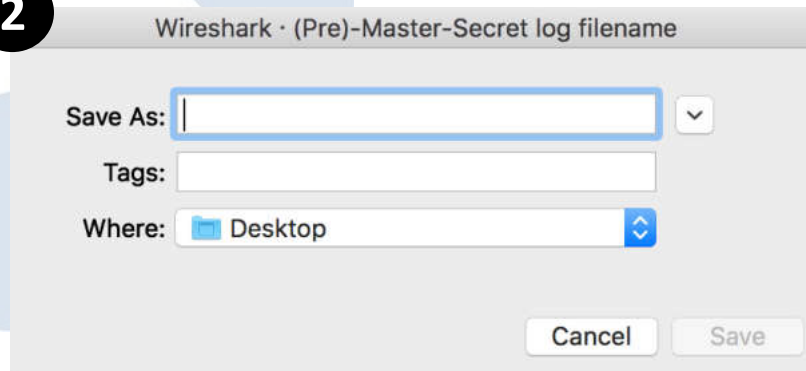 2
Wireshark · (Pre)-Master-Secret log filename
Save As:
Tags:
Where: Desktop
Cancel Save